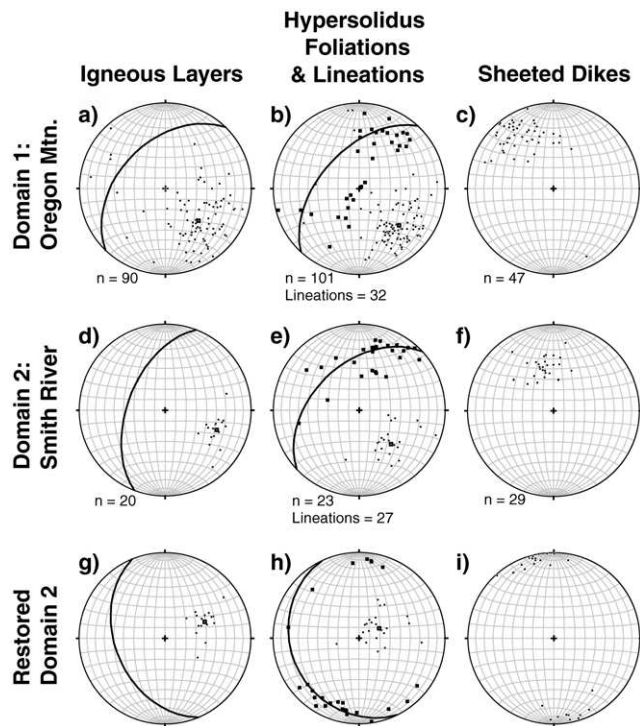 Hypersolidus
Foliations
& Lineations
Igneous Layers
Sheeted Dikes
Domain 1:
Oregon Mtn.
a)
b)
c)
n = 90
n = 101
Lineations = 32
n = 47
Domain 2:
Smith River
d)
e)
f)
n = 20
n = 23
Lineations = 27
n = 29
Restored
Domain 2
g)
h)
i)